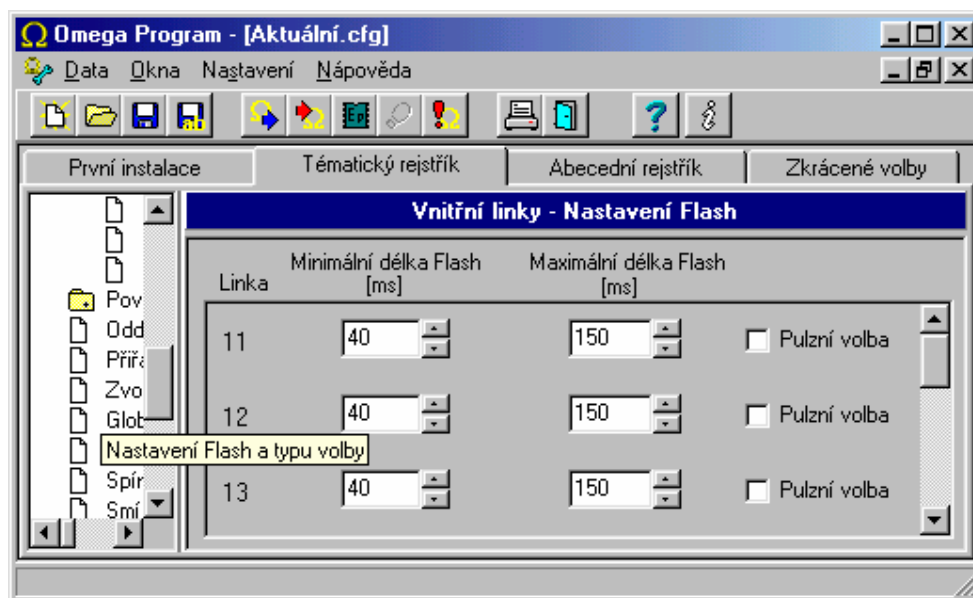 Omega Program - [Aktuální.cfg]
Data Okna Nastavení Nápověda
První instalace Tématický rejstřík Abecední rejstřík Zkrácené volby
Vnitřní linky - Nastavení Flash
Linka Minimální délka Flash [ms] Maximální délka Flash [ms]
11 40 150 Pulzní volba
12 40 150 Pulzní volba
13 40 150 Pulzní volba
Pov
Odd
Přiřa
Zvo
Glob
Nastavení Flash a typu volby
Spír
Smí